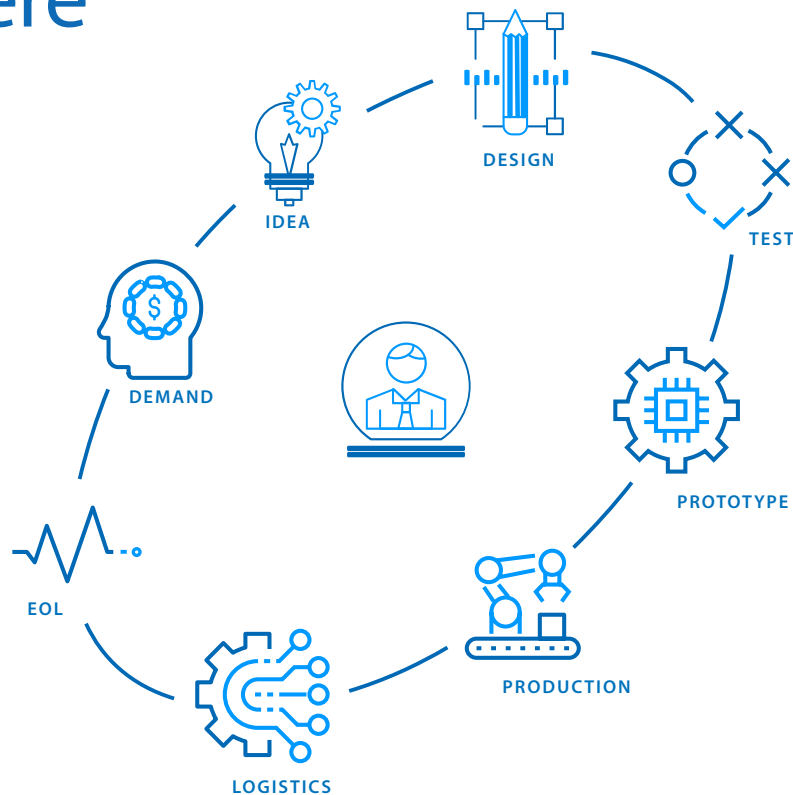 DESIGN
IDEA
TEST
DEMAND
PROTOTYPE
EOL
PRODUCTION
LOGISTICS
$